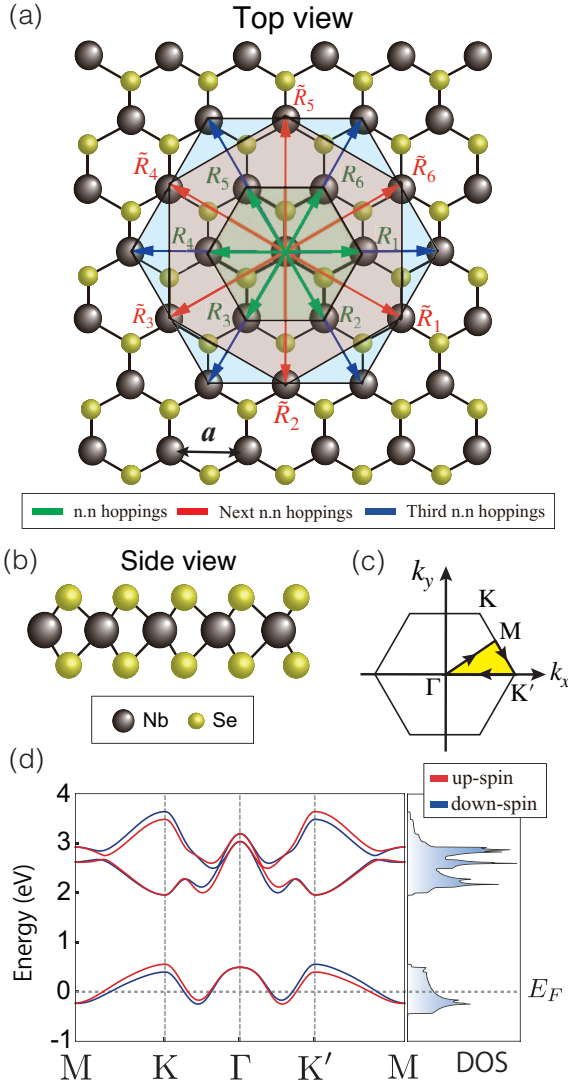 (a) Top view
R̃5
R̃4 R5 R6 R̃6
R4 R1
R̃3 R3 R2 R̃1
R̃2
a
n.n hoppings Next n.n hoppings Third n.n hoppings
(b) Side view (c)
ky
K
M
Γ K′ kx
Nb Se
(d) up-spin
down-spin
Energy (eV)
4
3
2
1
0 EF
-1
M K Γ K′ M DOS